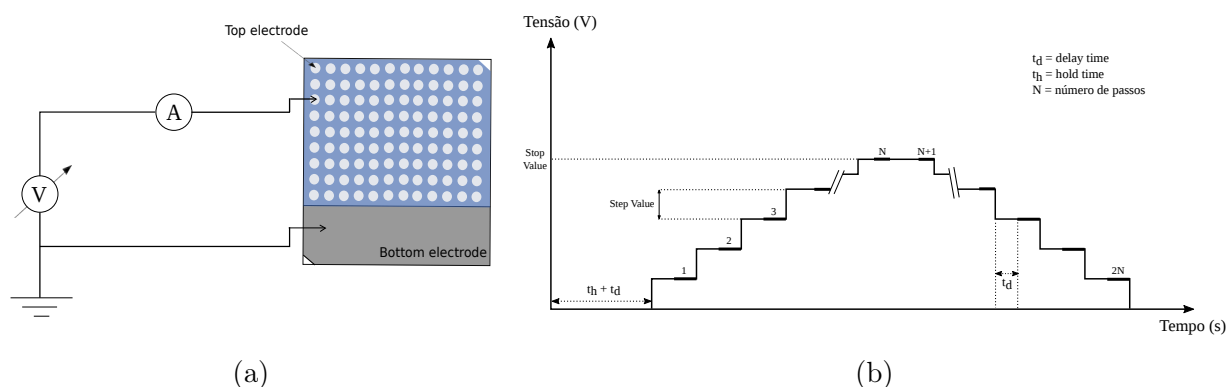 Top electrode
A
V
Bottom electrode
(a)
Tensão (V)
td = delay time
th = hold time
N = número de passos
Stop
Value
N
N+1
Step Value
3
2
1
th + td
td
2N
Tempo (s)
(b)